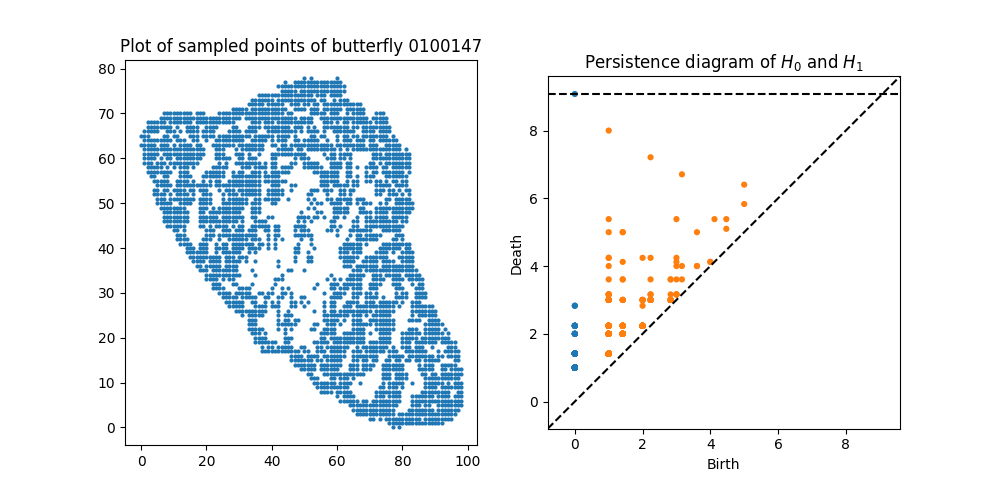 Plot of sampled points of butterfly 0100147
80
70
60
50
40
30
20
10
0
0 20 40 60 80 100
Persistence diagram of H₀ and H₁
Death
8
6
4
2
0
0 2 4 6 8
Birth